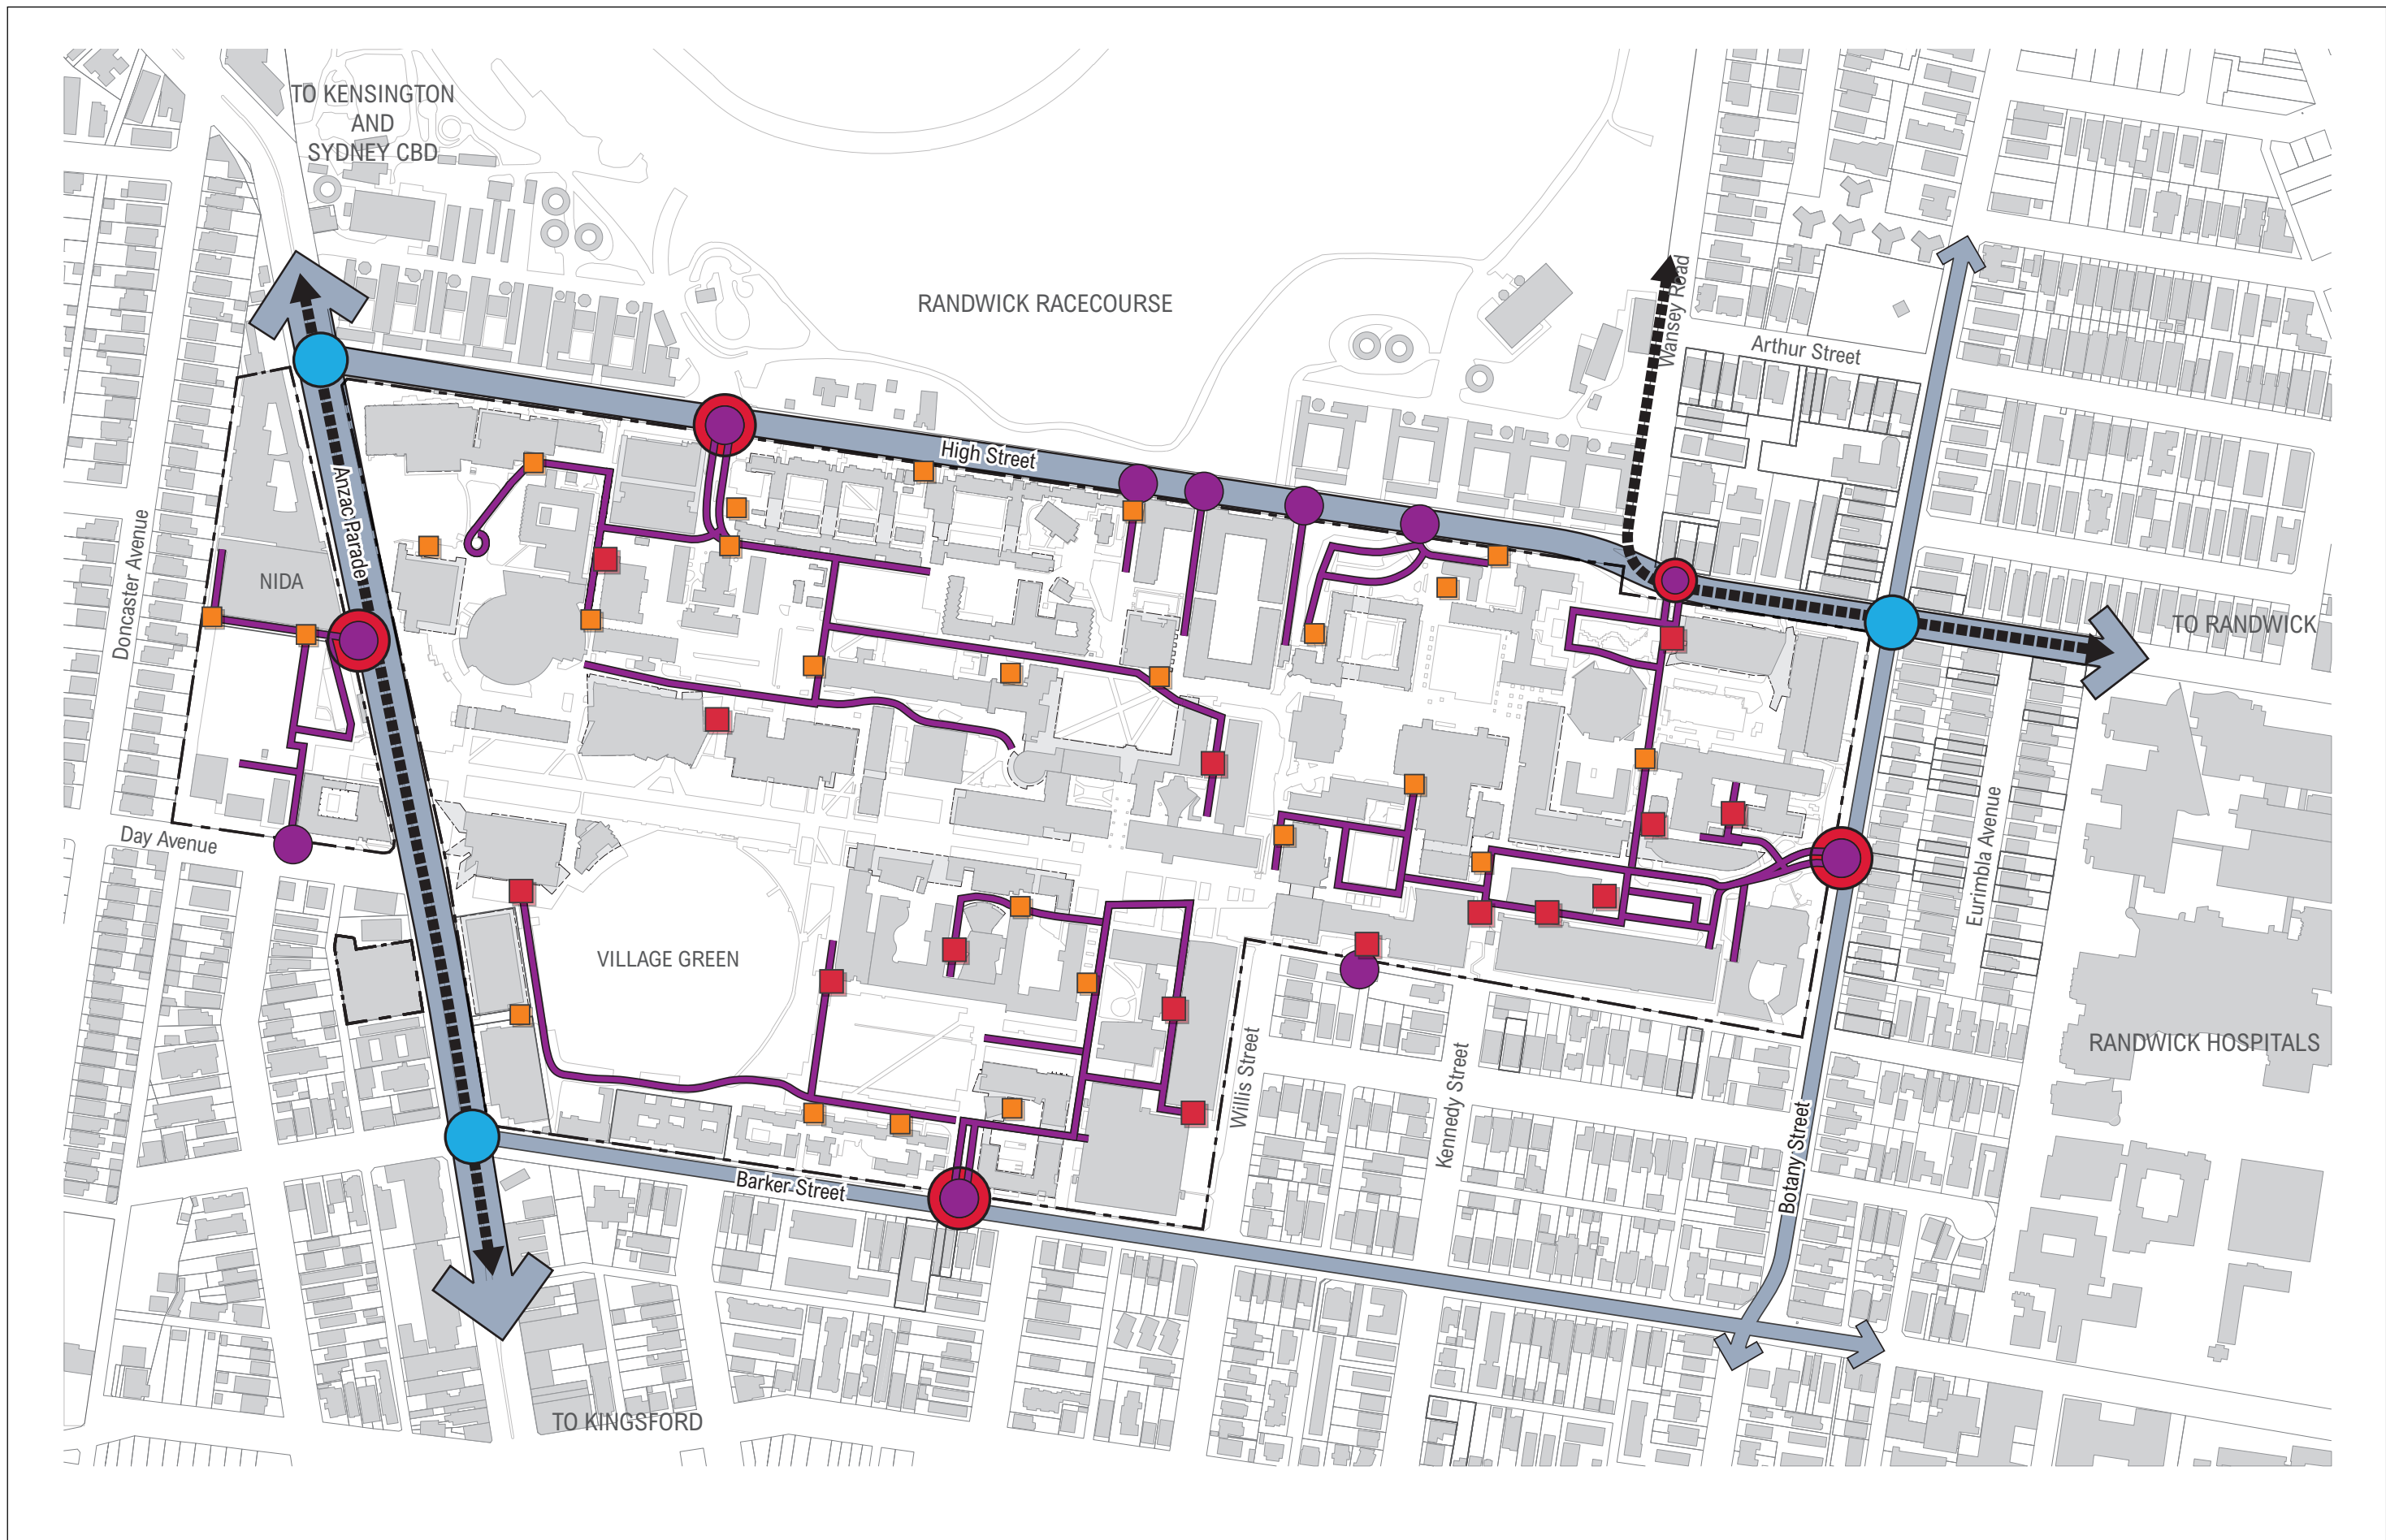 TO KENSINGTON
AND
SYDNEY CBD
RANDWICK RACECOURSE
Wansey Road
Arthur Street
High Street
Anzac Parade
Doncaster Avenue
NIDA
TO RANDWICK
Day Avenue
Eurimbla Avenue
VILLAGE GREEN
RANDWICK HOSPITALS
Willis Street
Kennedy Street
Botany Street
Barker Street
TO KINGSFORD